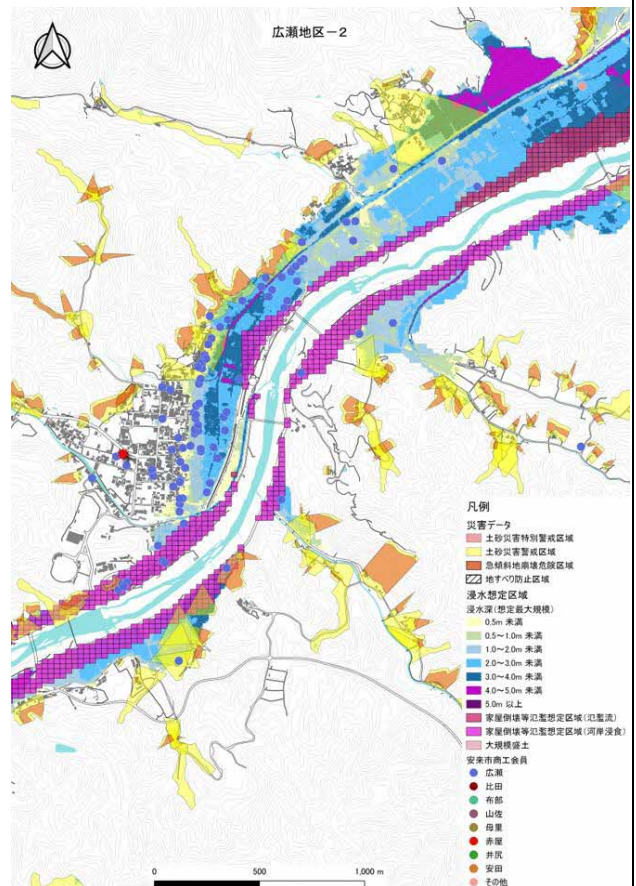 広瀬地区－2
凡例
災害データ
土砂災害特別警戒区域
土砂災害警戒区域
急傾斜地崩壊危険区域
地すべり防止区域
浸水想定区域
浸水深(想定最大規模)
0.5m 未満
0.5～1.0m 未満
1.0～2.0m 未満
2.0～3.0m 未満
3.0～4.0m 未満
4.0～5.0m 未満
5.0m 以上
家屋倒壊等氾濫想定区域(氾濫流)
家屋倒壊等氾濫想定区域(河岸浸食)
大規模盛土
安来市商工会員
広瀬
比田
布部
山佐
母里
赤屋
井尻
安田
その他
0 500 1,000 m